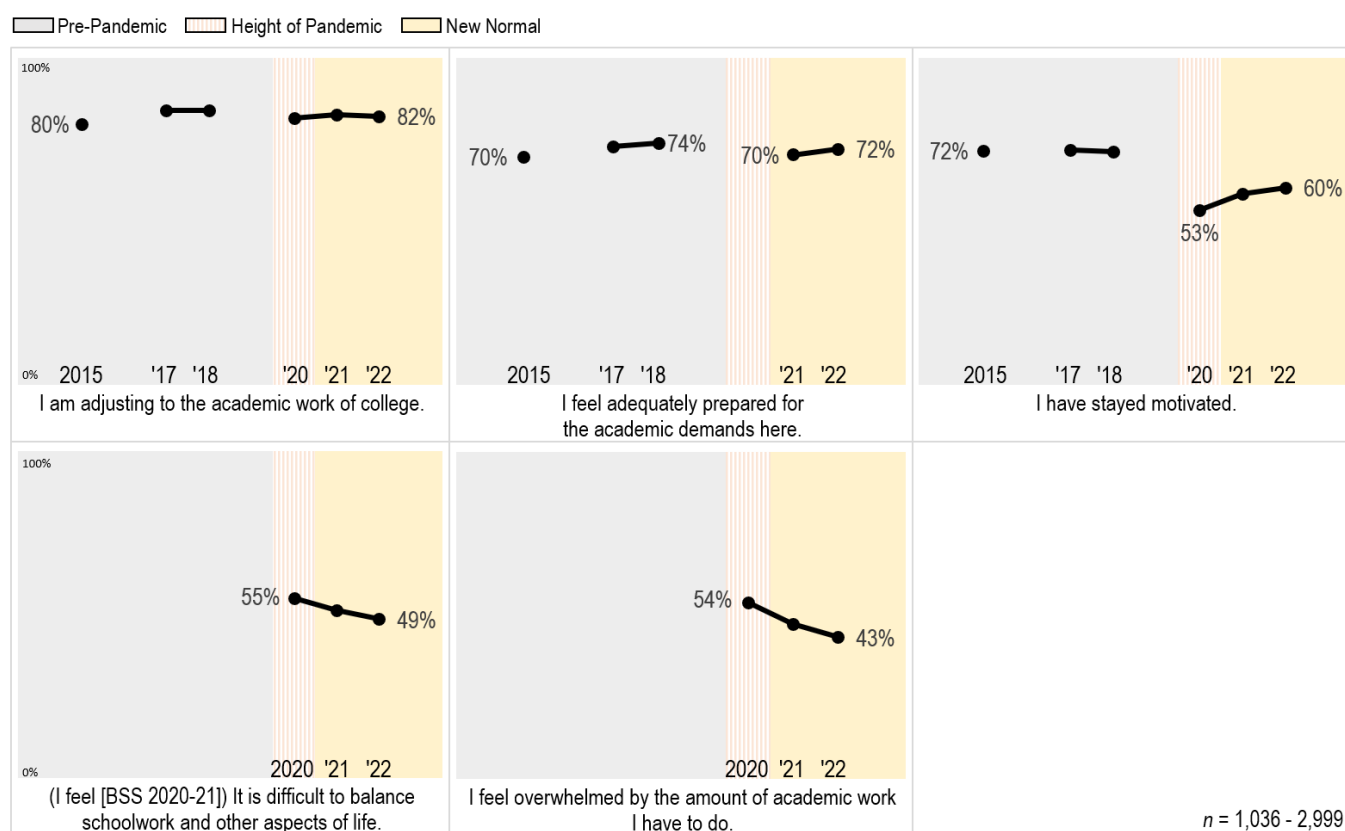 Pre-Pandemic Height of Pandemic New Normal
100%
80%
82%
0%
2015 '17 '18 '20 '21 '22
I am adjusting to the academic work of college.
70%
74%
70%
72%
2015 '17 '18 '21 '22
I feel adequately prepared for
the academic demands here.
72%
53%
60%
2015 '17 '18 '20 '21 '22
I have stayed motivated.
100%
55%
49%
0%
2020 '21 '22
(I feel [BSS 2020-21]) It is difficult to balance
schoolwork and other aspects of life.
54%
43%
2020 '21 '22
I feel overwhelmed by the amount of academic work
I have to do.
n = 1,036 - 2,999